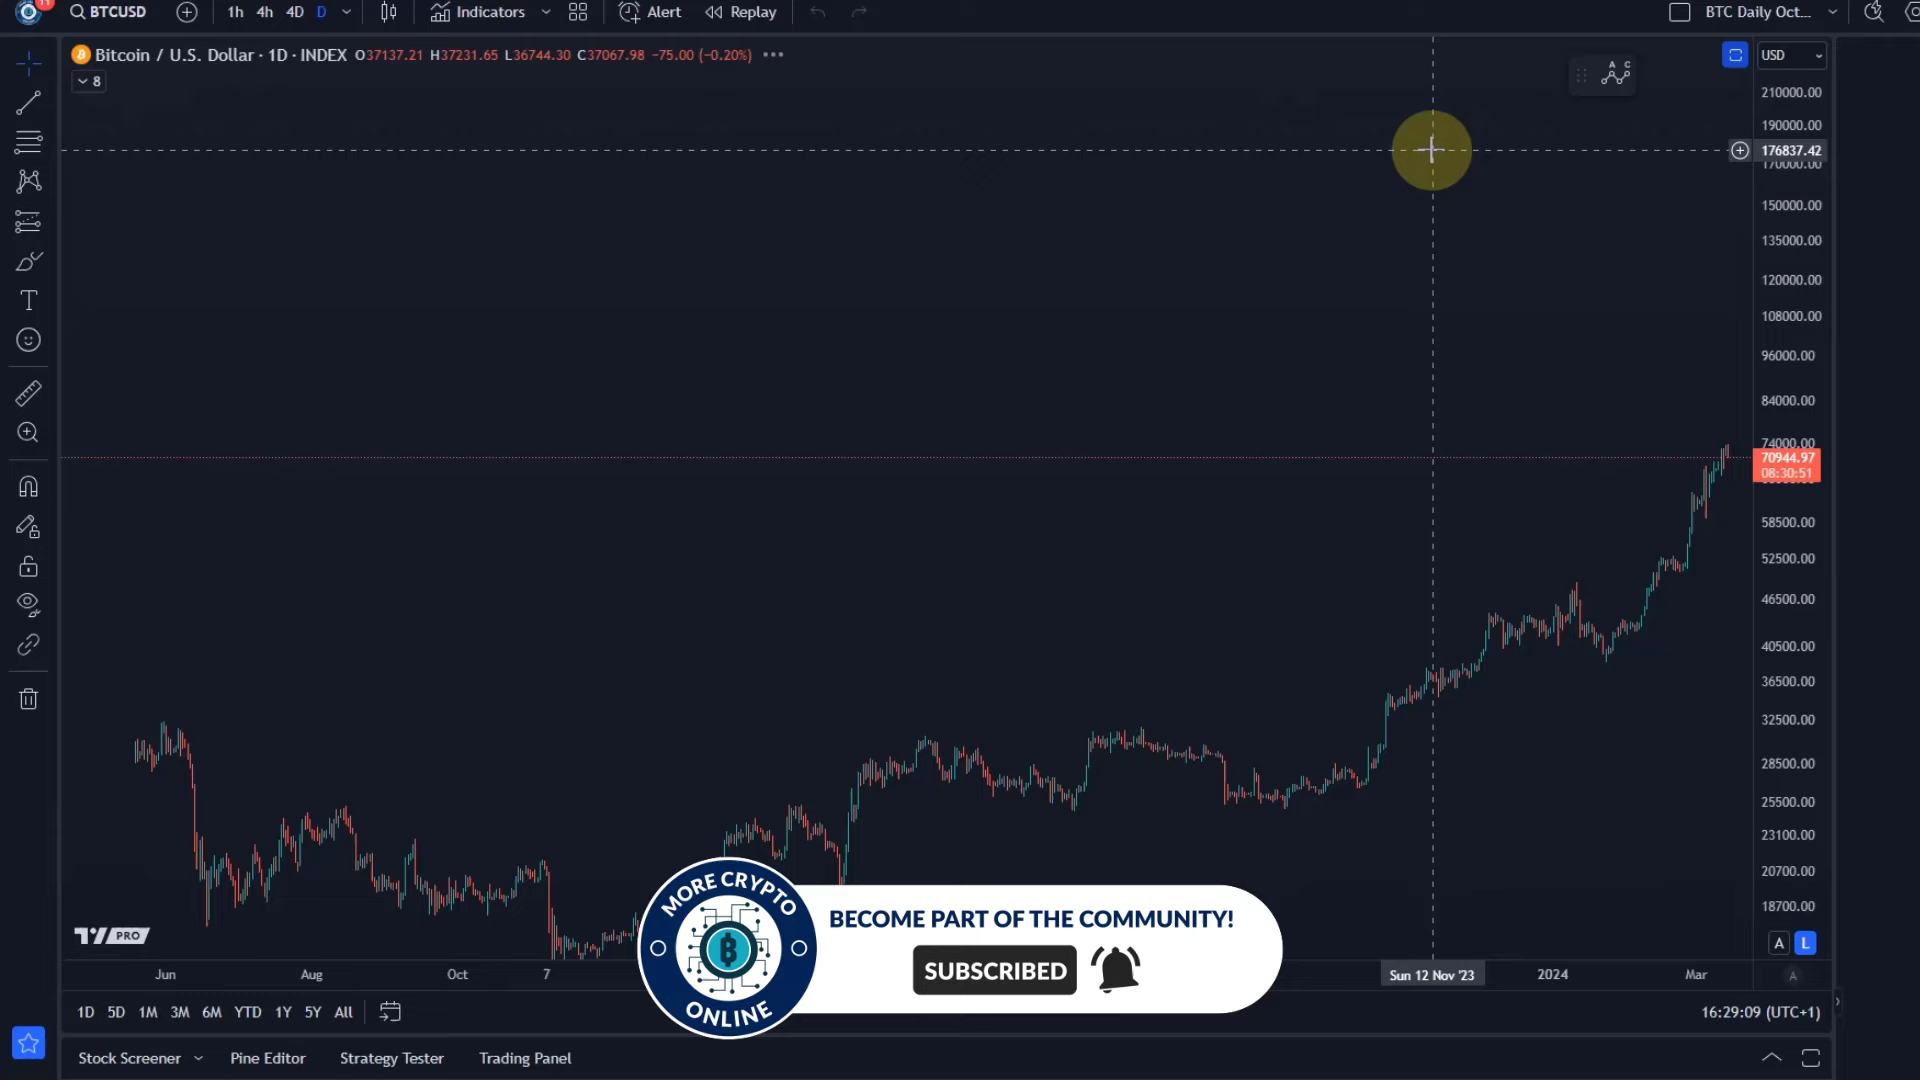 11
BTCUSD
1h 4h 4D D
Indicators
Alert
Replay
BTC Daily Oct...
Bitcoin / U.S. Dollar · 1D · INDEX O37137.21 H37231.65 L36744.30 C37067.98 −75.00 (−0.20%)
8
A C
USD
210000.00
190000.00
176837.42
170000.00
150000.00
135000.00
120000.00
108000.00
96000.00
84000.00
74000.00
70944.97
08:30:51
58500.00
52500.00
46500.00
40500.00
36500.00
32500.00
28500.00
25500.00
23100.00
20700.00
18700.00
PRO
A L
MORE CRYPTO
ONLINE
BECOME PART OF THE COMMUNITY!
SUBSCRIBED
Jun Aug Oct 7 Sun 12 Nov '23 2024 Mar A
1D 5D 1M 3M 6M YTD 1Y 5Y All
16:29:09 (UTC+1)
Stock Screener Pine Editor Strategy Tester Trading Panel